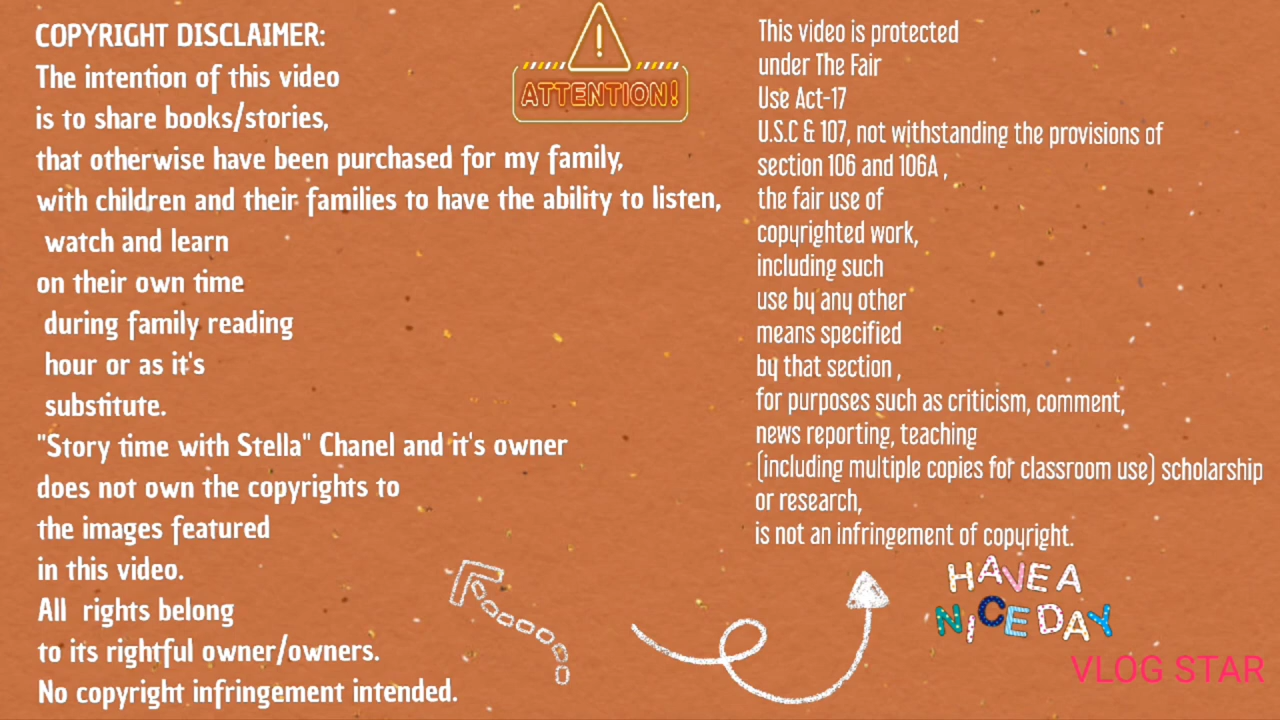 COPYRIGHT DISCLAIMER:
The intention of this video
is to share books/stories,
that otherwise have been purchased for my family,
with children and their families to have the ability to listen,
watch and learn
on their own time
during family reading
hour or as it's
substitute.
"Story time with Stella" Chanel and it's owner
does not own the copyrights to
the images featured
in this video.
All rights belong
to its rightful owner/owners.
No copyright infringement intended.
ATTENTION!
This video is protected
under The Fair
Use Act-17
U.S.C & 107, not withstanding the provisions of
section 106 and 106A ,
the fair use of
copyrighted work,
including such
use by any other
means specified
by that section ,
for purposes such as criticism, comment,
news reporting, teaching
(including multiple copies for classroom use) scholarship
or research,
is not an infringement of copyright.
HAVE A
NICE DAY
VLOG STAR